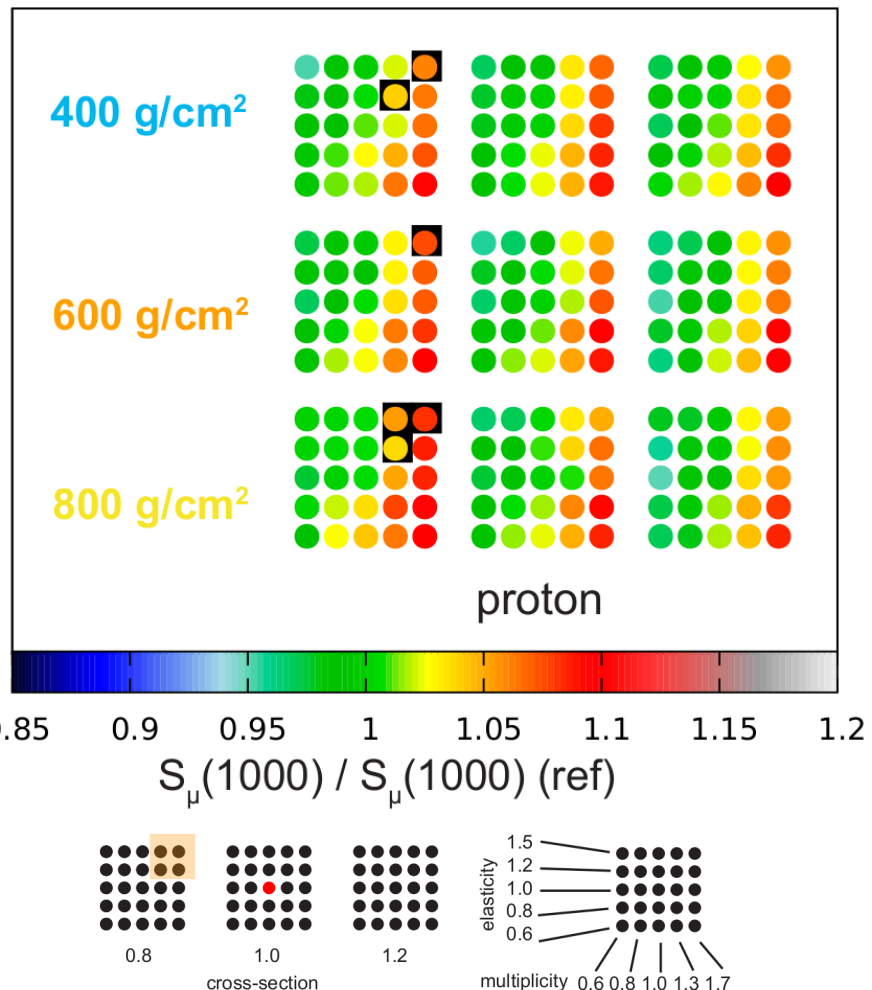 400 g/cm²
600 g/cm²
800 g/cm²
proton
0.85 0.9 0.95 1 1.05 1.1 1.15 1.2
Sμ(1000) / Sμ(1000) (ref)
0.8 1.0 1.2
cross-section
elasticity
1.5
1.2
1.0
0.8
0.6
multiplicity 0.6 0.8 1.0 1.3 1.7